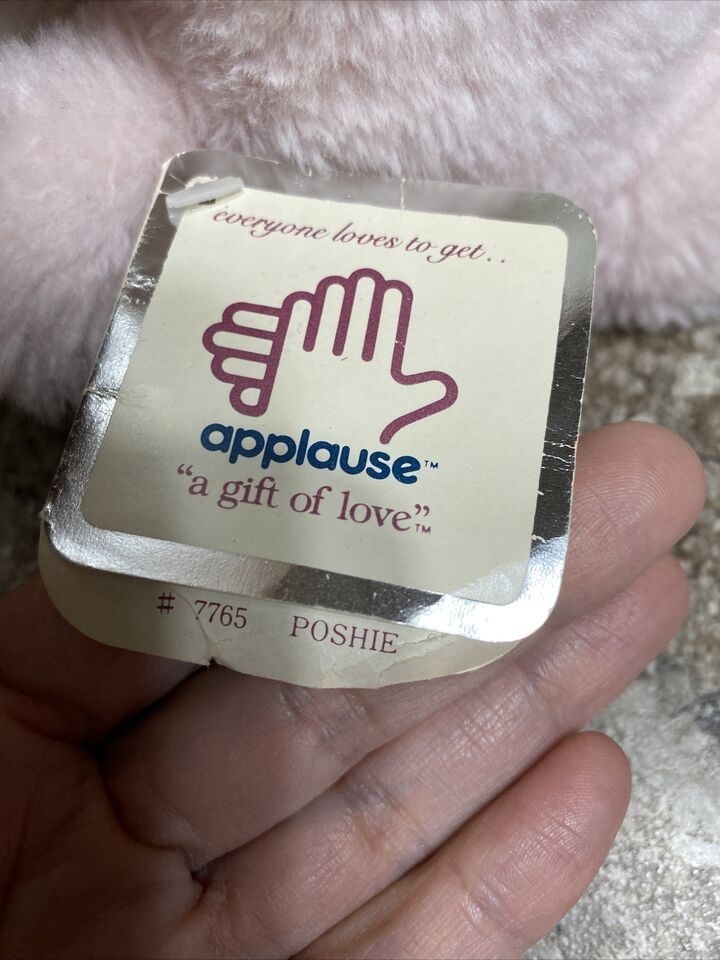 everyone loves to get..
applause™
“a gift of love”™
# 7765 POSHIE